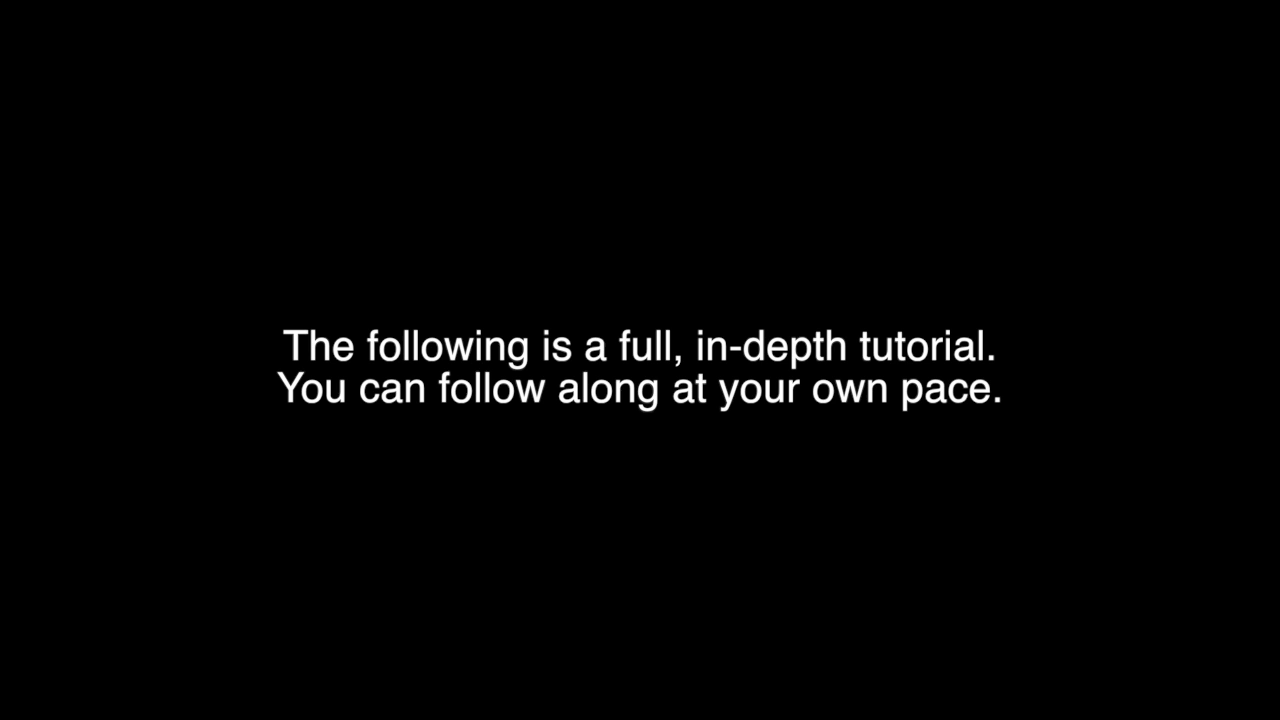 The following is a full, in-depth tutorial.
You can follow along at your own pace.